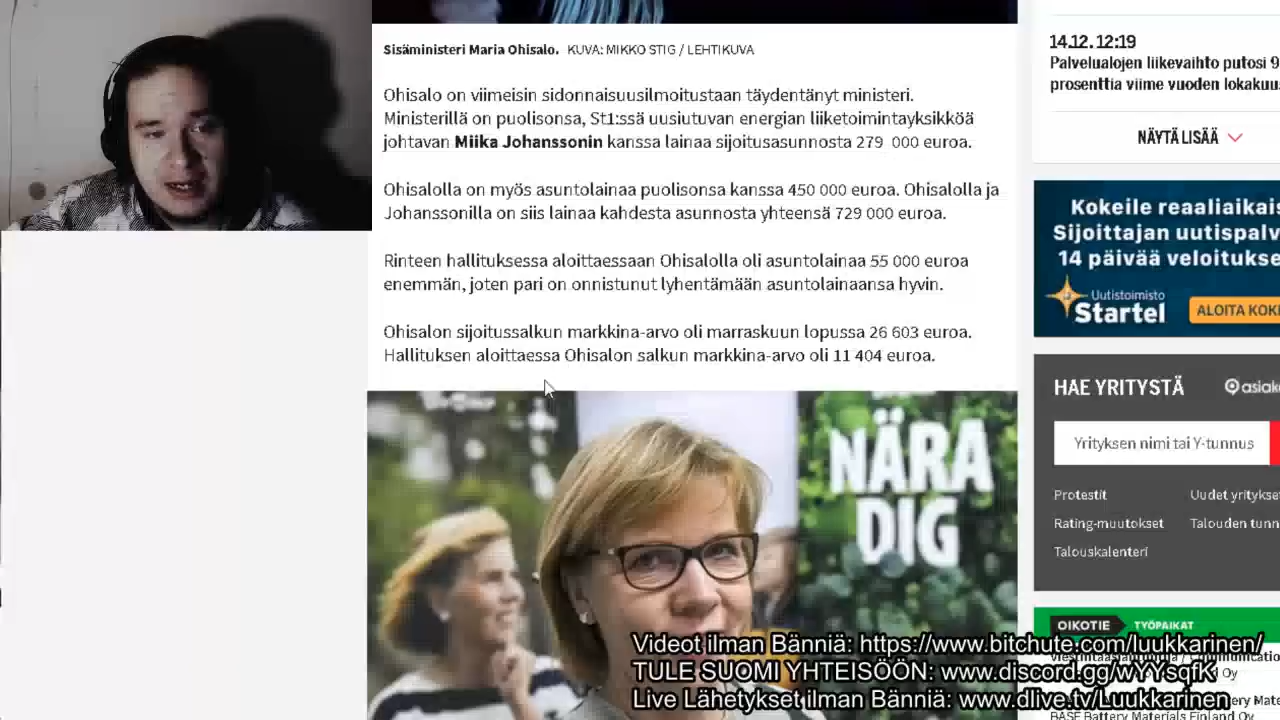 Sisäministeri Maria Ohisalo. KUVA: MIKKO STIG / LEHTIKUVA
Ohisalo on viimeisin sidonnaisuusilmoitustaan täydentänyt ministeri.
Ministerillä on puolisonsa, St1:ssä uusiutuvan energian liiketoimintayksikköä
johtavan Miika Johanssonin kanssa lainaa sijoitusasunnosta 279 000 euroa.
Ohisalolla on myös asuntolainaa puolisonsa kanssa 450 000 euroa. Ohisalolla ja
Johanssonilla on siis lainaa kahdesta asunnosta yhteensä 729 000 euroa.
Rinteen hallituksessa aloittaessaan Ohisalolla oli asuntolainaa 55 000 euroa
enemmän, joten pari on onnistunut lyhentämään asuntolainaansa hyvin.
Ohisalon sijoitussalkun markkina-arvo oli marraskuun lopussa 26 603 euroa.
Hallituksen aloittaessa Ohisalon salkun markkina-arvo oli 11 404 euroa.
NÄRA
DIG
14.12. 12:19
Palvelualojen liikevaihto putosi 9
prosenttia viime vuoden lokakuu
NÄYTÄ LISÄÄ
Kokeile reaaliaikais
Sijoittajan uutispalv
14 päivää veloitukse
Uutistoimisto
Startel
ALOITA KOK
HAE YRITYSTÄ
asiak
Yrityksen nimi tai Y-tunnus
Protestit Uudet yritykse
Rating-muutokset Talouden tunn
Talouskalenteri
OIKOTIE TYÖPAIKAT
BASE Battery Materials Finland Oy
Videot ilman Bänniä: https://www.bitchute.com/luukkarinen/
TULE SUOMI YHTEISÖÖN: www.discord.gg/wYYsqfK
Live Lähetykset ilman Bänniä: www.dlive.tv/Luukkarinen